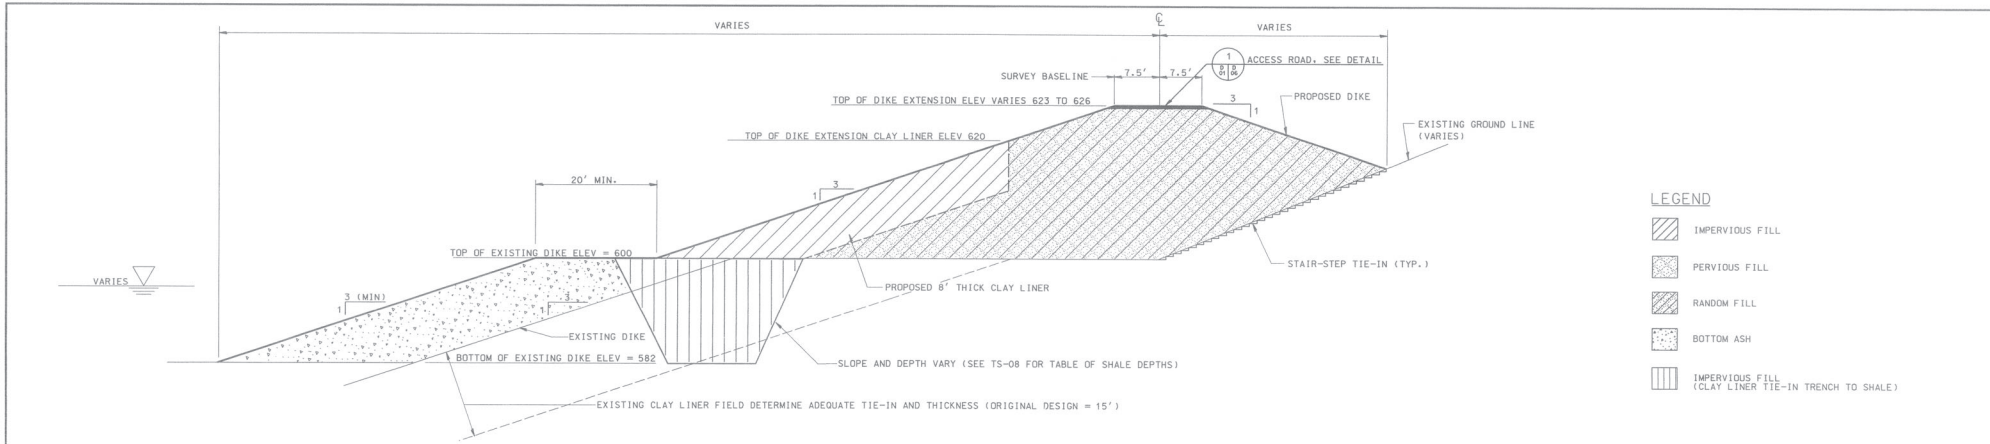 VARIES
℄
VARIES
1
D 01
D 06
ACCESS ROAD. SEE DETAIL
SURVEY BASELINE
7.5'
7.5'
TOP OF DIKE EXTENSION ELEV VARIES 623 TO 626
3
1
PROPOSED DIKE
EXISTING GROUND LINE
(VARIES)
TOP OF DIKE EXTENSION CLAY LINER ELEV 620
20' MIN.
3
1
LEGEND
IMPERVIOUS FILL
TOP OF EXISTING DIKE ELEV = 600
STAIR-STEP TIE-IN (TYP.)
PERVIOUS FILL
VARIES
PROPOSED 8' THICK CLAY LINER
3 (MIN)
1
3
1
RANDOM FILL
EXISTING DIKE
BOTTOM ASH
BOTTOM OF EXISTING DIKE ELEV = 582
SLOPE AND DEPTH VARY (SEE TS-08 FOR TABLE OF SHALE DEPTHS)
IMPERVIOUS FILL
(CLAY LINER TIE-IN TRENCH TO SHALE)
EXISTING CLAY LINER FIELD DETERMINE ADEQUATE TIE-IN AND THICKNESS (ORIGINAL DESIGN = 15')